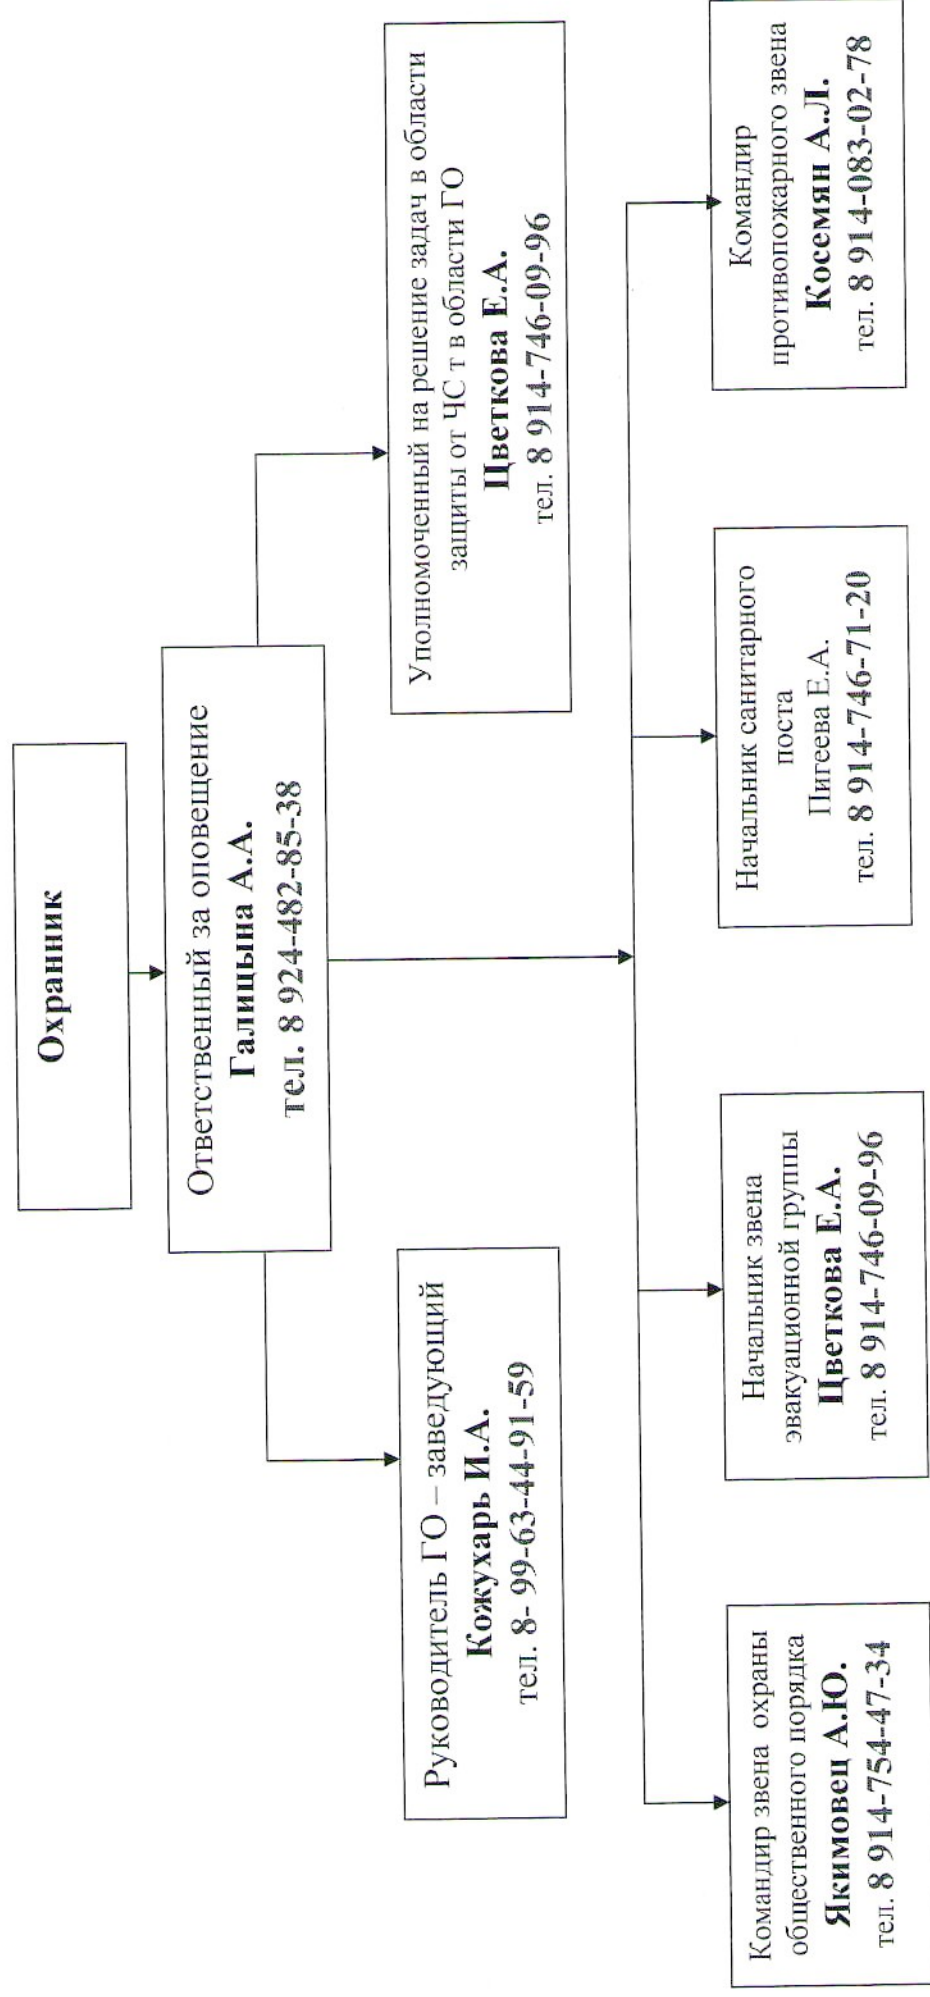 Охранник
Ответственный за оповещение
Галицына А.А.
тел. 8 924-482-85-38
Руководитель ГО – заведующий
Кожухарь И.А.
тел. 8- 99-63-44-91-59
Уполномоченный на решение задач в области
защиты от ЧС т в области ГО
Цветкова Е.А.
тел. 8 914-746-09-96
Командир звена охраны
общественного порядка
Якимовец А.Ю.
тел. 8 914-754-47-34
Начальник звена
эвакуационной группы
Цветкова Е.А.
тел. 8 914-746-09-96
Начальник санитарного
поста
Пигеева Е.А.
тел. 8 914-746-71-20
Командир
противопожарного звена
Косемян А.Л.
тел. 8 914-083-02-78